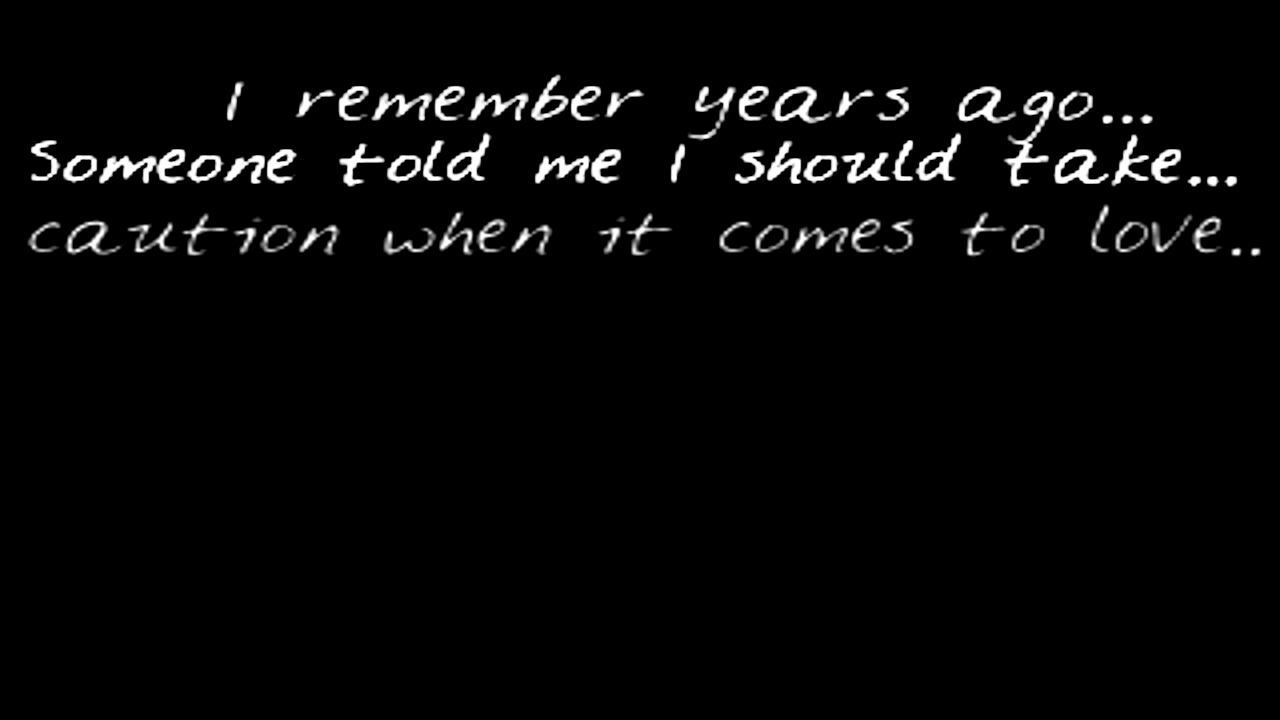 I remember years ago...
Someone told me I should take...
caution when it comes to love..